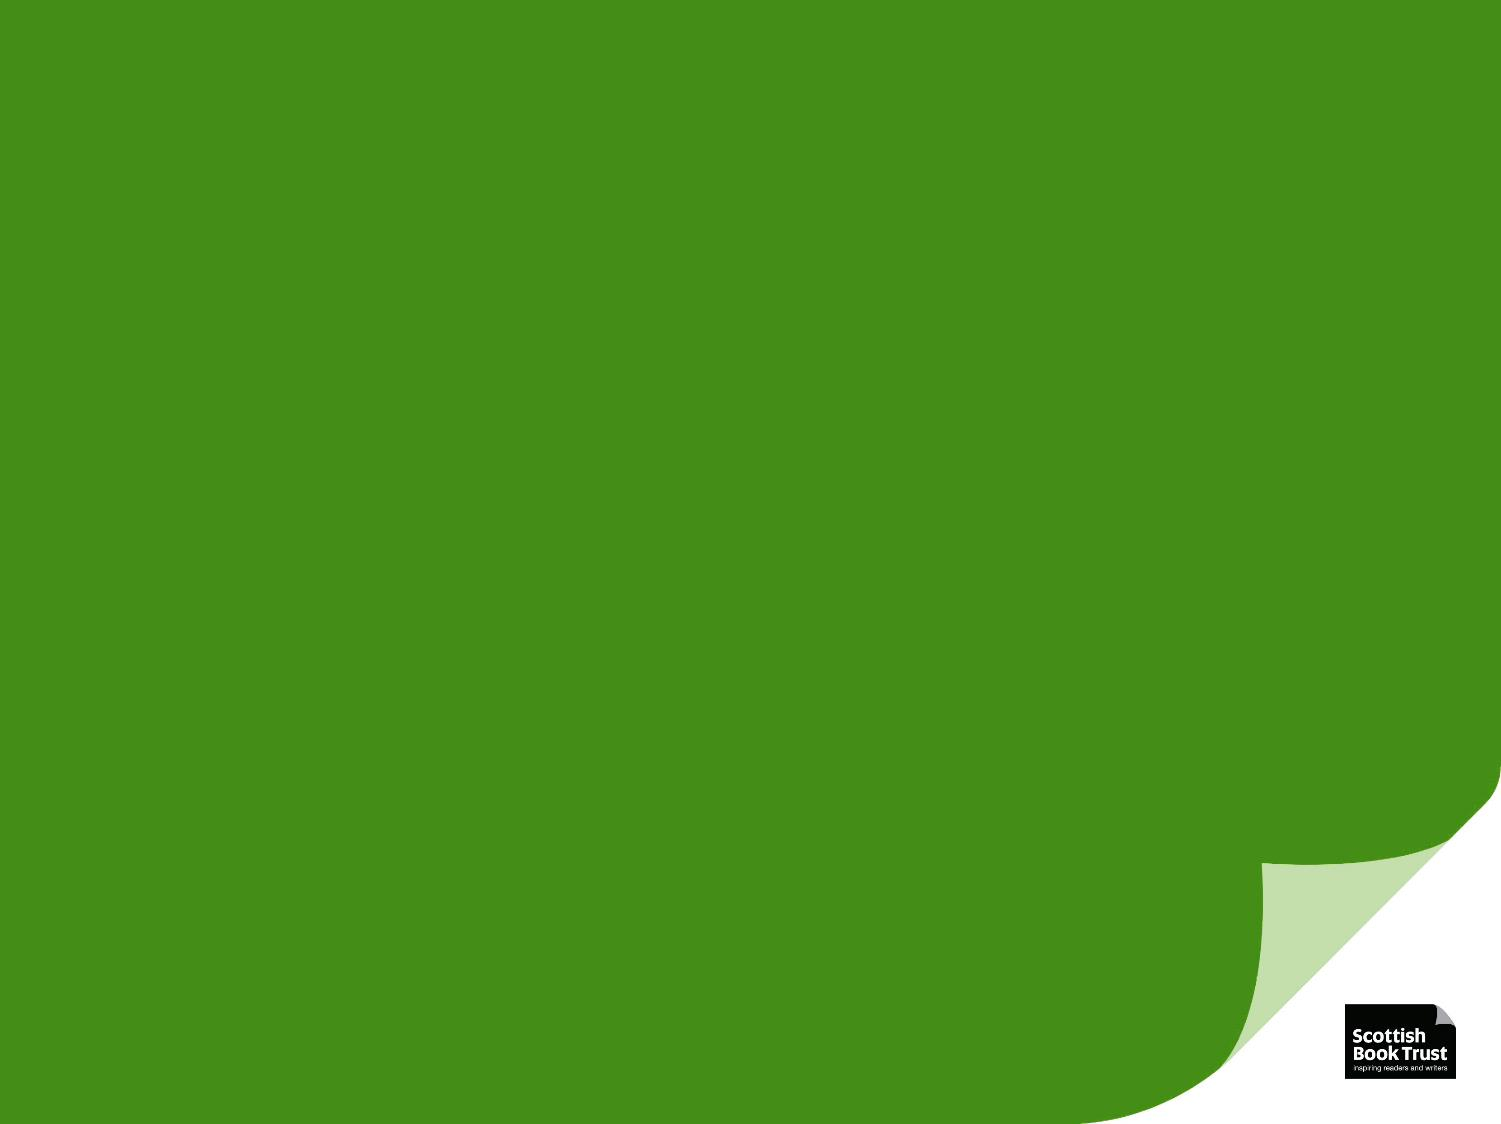 Scottish
Book Trust
inspiring readers and writers